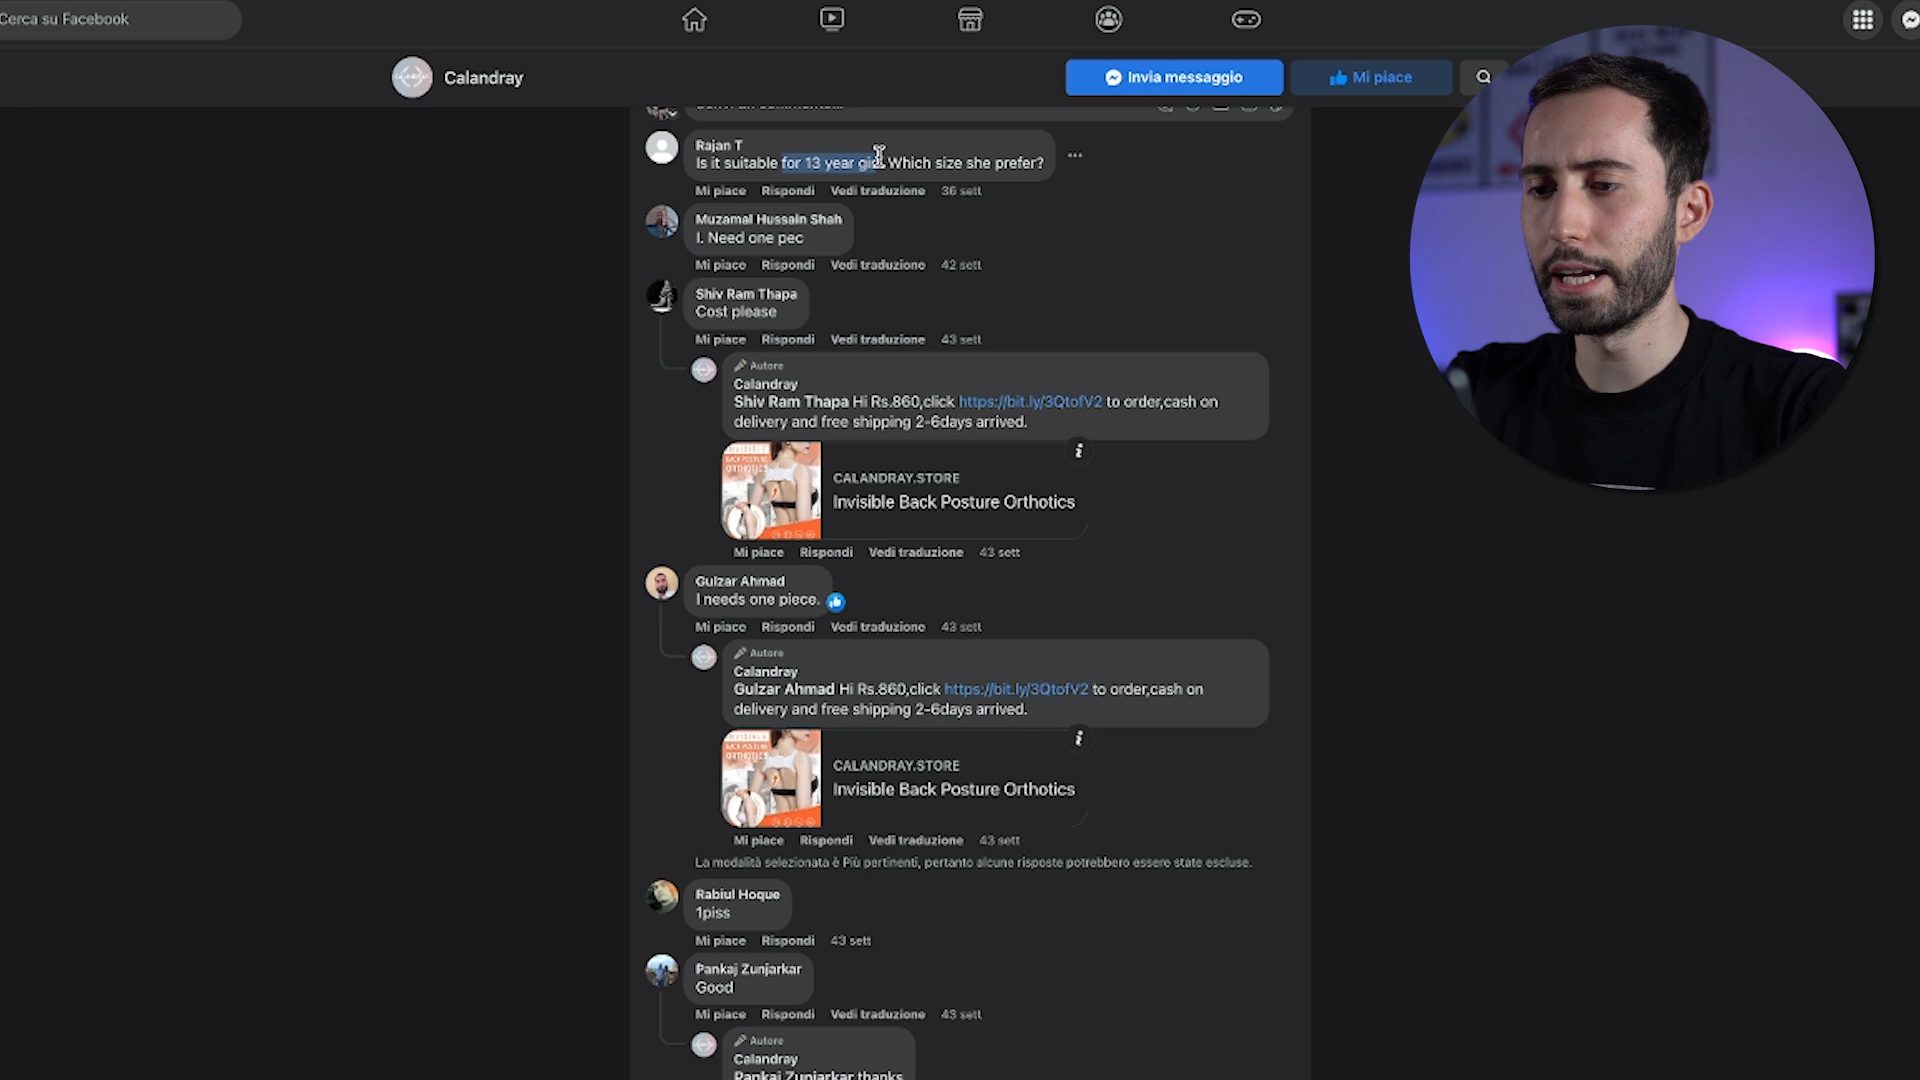 Cerca su Facebook
Calandray
Invia messaggio
Mi piace
Rajan T
Is it suitable for 13 year girl. Which size she prefer?
Mi piace Rispondi Vedi traduzione 36 sett
Muzamal Hussain Shah
I. Need one pec
Mi piace Rispondi Vedi traduzione 42 sett
Shiv Ram Thapa
Cost please
Mi piace Rispondi Vedi traduzione 43 sett
Autore
Calandray
Shiv Ram Thapa Hi Rs.860,click https://bit.ly/3QtofV2 to order,cash on
delivery and free shipping 2-6days arrived.
INVISIBLE
BACK POSTURE
ORTHOTICS
CALANDRAY.STORE
Invisible Back Posture Orthotics
Mi piace Rispondi Vedi traduzione 43 sett
Gulzar Ahmad
I needs one piece.
Mi piace Rispondi Vedi traduzione 43 sett
Autore
Calandray
Gulzar Ahmad Hi Rs.860,click https://bit.ly/3QtofV2 to order,cash on
delivery and free shipping 2-6days arrived.
INVISIBLE
BACK POSTURE
ORTHOTICS
CALANDRAY.STORE
Invisible Back Posture Orthotics
Mi piace Rispondi Vedi traduzione 43 sett
La modalità selezionata è Più pertinenti, pertanto alcune risposte potrebbero essere state escluse.
Rabiul Hoque
1piss
Mi piace Rispondi 43 sett
Pankaj Zunjarkar
Good
Mi piace Rispondi Vedi traduzione 43 sett
Autore
Calandray
Pankaj Zunjarkar thanks